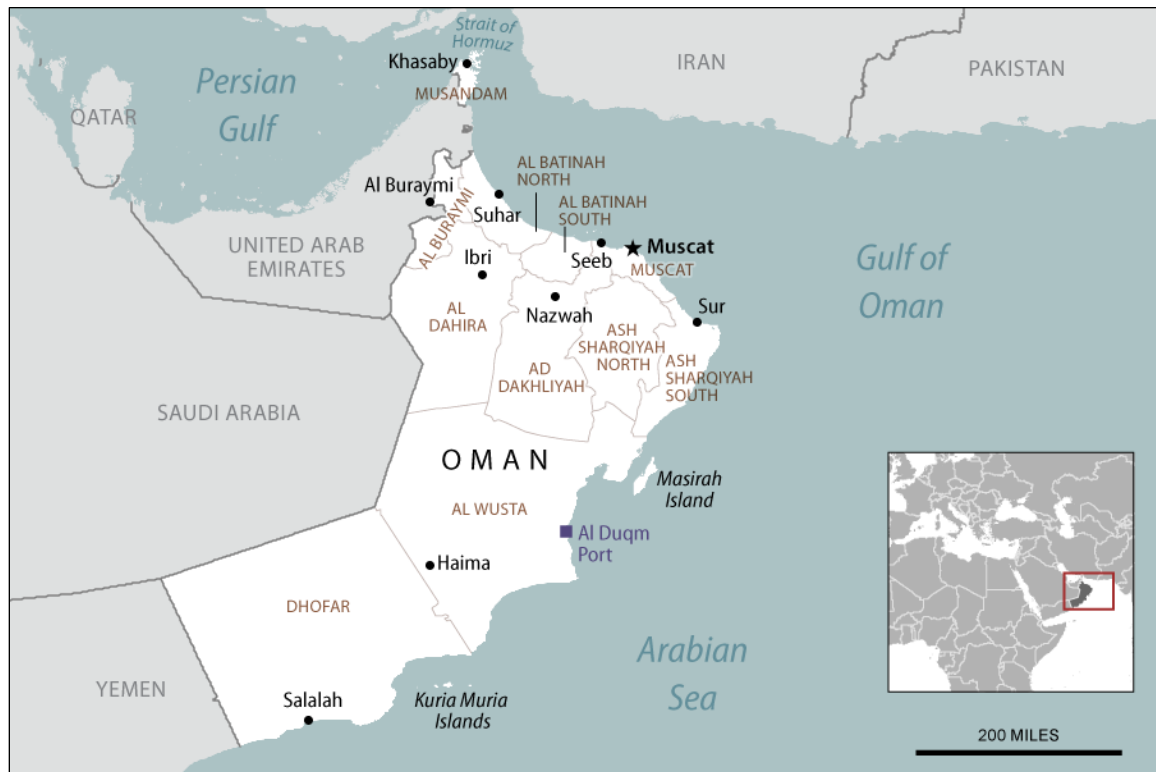 Strait of
Hormuz
Khasaby
MUSANDAM
IRAN
PAKISTAN
Persian
Gulf
QATAR
AL BATINAH
NORTH
Al Buraymi
AL BATINAH
SOUTH
AL BURAYMI
Suhar
UNITED ARAB
EMIRATES
Ibri
Seeb
Muscat
MUSCAT
Gulf of
Oman
Nazwah
Sur
AL
DAHIRA
ASH
SHARQIYAH
NORTH
AD
DAKHLIYAH
ASH
SHARQIYAH
SOUTH
SAUDI ARABIA
OMAN
Masirah
Island
AL WUSTA
Al Duqm
Port
Haima
DHOFAR
Arabian
Sea
YEMEN
Salalah
Kuria Muria
Islands
200 MILES